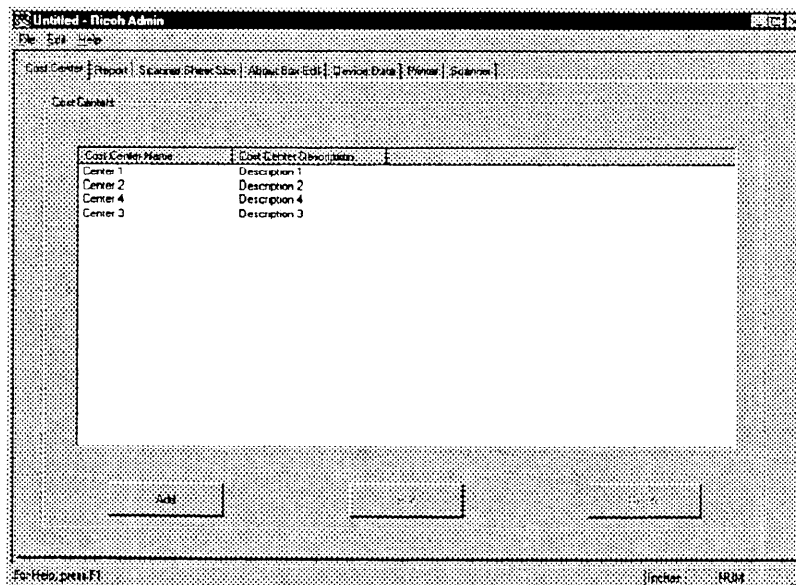 Untitled - Ricoh Admin
File Edit Help
Cost Center Report Scanner Sheet Size About Box Edit Device Data Printer Scanner
Cost Centers
Cost Center Name Cost Center Description
Center 1 Description 1
Center 2 Description 2
Center 4 Description 4
Center 3 Description 3
Add
For Help, press F1 NUM